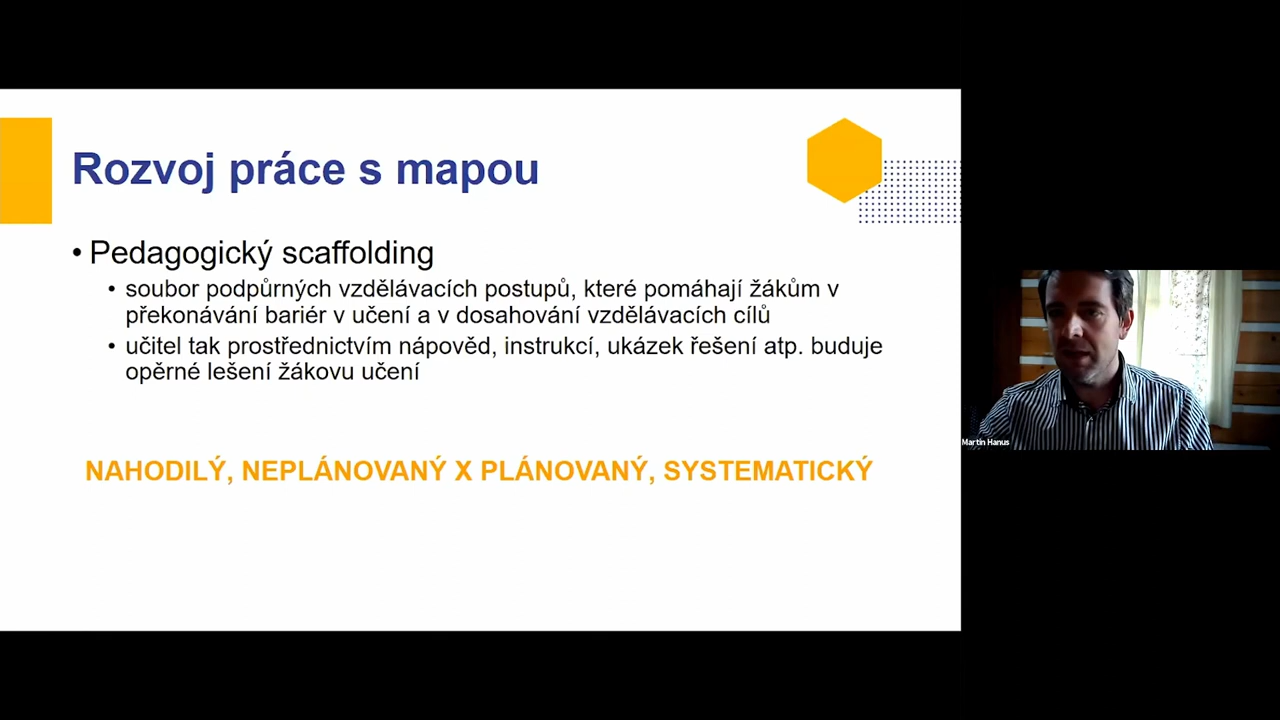 Rozvoj práce s mapou
• Pedagogický scaffolding
• soubor podpůrných vzdělávacích postupů, které pomáhají žákům v
překonávání bariér v učení a v dosahování vzdělávacích cílů
• učitel tak prostřednictvím nápověd, instrukcí, ukázek řešení atp. buduje
opěrné lešení žákovu učení
NAHODILÝ, NEPLÁNOVANÝ X PLÁNOVANÝ, SYSTEMATICKÝ
Martin Hanus